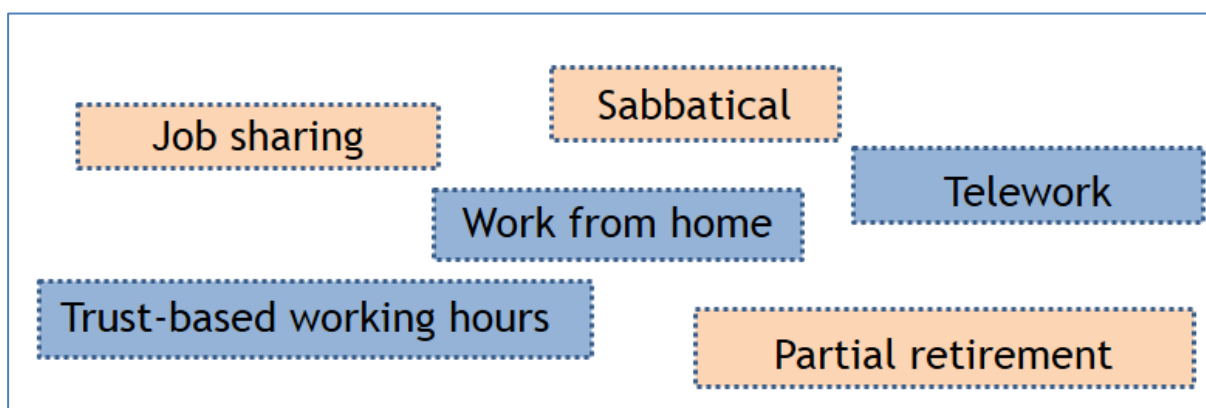 Sabbatical
Job sharing
Telework
Work from home
Trust-based working hours
Partial retirement